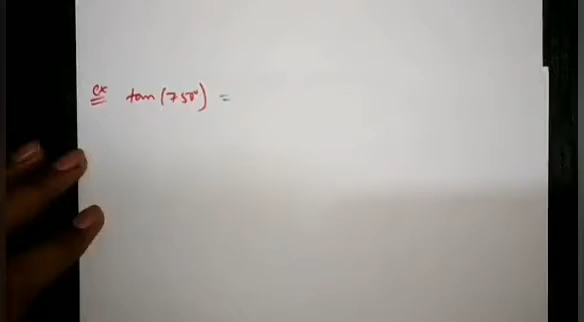 ex tan(750°) =